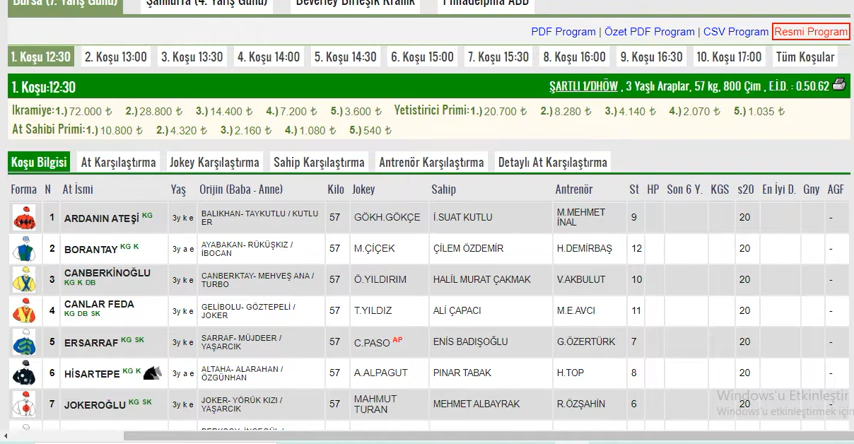 Bursa (7. Yarış Günü) Şanlıurfa (4. Yarış Günü) Beverley Birleşik Krallık Philadelphia ABD
PDF Program | Özet PDF Program | CSV Program Resmi Program
1. Koşu 12:30 2. Koşu 13:00 3. Koşu 13:30 4. Koşu 14:00 5. Koşu 14:30 6. Koşu 15:00 7. Koşu 15:30 8. Koşu 16:00 9. Koşu 16:30 10. Koşu 17:00 Tüm Koşular
1. Koşu:12:30 ŞARTLI 1/DHÖW , 3 Yaşlı Araplar, 57 kg, 800 Çim , E.İ.D. : 0.50.62
Ikramiye:1.) 72.000 ₺ 2.) 28.800 ₺ 3.) 14.400 ₺ 4.) 7.200 ₺ 5.) 3.600 ₺ Yetistirici Primi:1.) 20.700 ₺ 2.) 8.280 ₺ 3.) 4.140 ₺ 4.) 2.070 ₺ 5.) 1.035 ₺
At Sahibi Primi:1.) 10.800 ₺ 2.) 4.320 ₺ 3.) 2.160 ₺ 4.) 1.080 ₺ 5.) 540 ₺
Koşu Bilgisi At Karşılaştırma Jokey Karşılaştırma Sahip Karşılaştırma Antrenör Karşılaştırma Detaylı At Karşılaştırma
Forma N At İsmi Yaş Orijin (Baba - Anne) Kilo Jokey Sahip Antrenör St HP Son 6 Y. KGS s20 En İyi D. Gny AGF
1 ARDANIN ATEŞİ KG 3y k e BALIKHAN- TAYKUTLU / KUTLU ER 57 GÖKH.GÖKÇE İ.SUAT KUTLU M.MEHMET İNAL 9 20 -
2 BORANTAY KG K 3y a e AYABAKAN- RÜKÜŞKIZ / İBOCAN 57 M.ÇİÇEK ÇİLEM ÖZDEMİR H.DEMİRBAŞ 12 20 -
3 CANBERKİNOĞLU KG K DB 3y k e CANBERKTAY- MEHVEŞ ANA / TURBO 57 Ö.YILDIRIM HALİL MURAT ÇAKMAK V.AKBULUT 10 20 -
4 CANLAR FEDA KG DB SK 3y k e GELİBOLU- GÖZTEPELİ / JOKER 57 T.YILDIZ ALİ ÇAPACI M.E.AVCI 11 20 -
5 ERSARRAF KG SK 3y k e SARRAF- MÜJDEER / YAŞARCIK 57 C.PASO AP ENİS BADIŞOĞLU G.ÖZERTÜRK 7 20 -
6 HİSARTEPE KG K 3y a e ALTAHA- ALARAHAN / ÖZGÜNHAN 57 A.ALPAGUT PINAR TABAK H.TOP 8 20 -
7 JOKEROĞLU KG SK 3y k e JOKER- YÖRÜK KIZI / YAŞARCIK 57 MAHMUT TURAN MEHMET ALBAYRAK R.ÖZŞAHİN 6 20 -
Windows'u Etkinleştir
Windows'u etkinleştirmek için